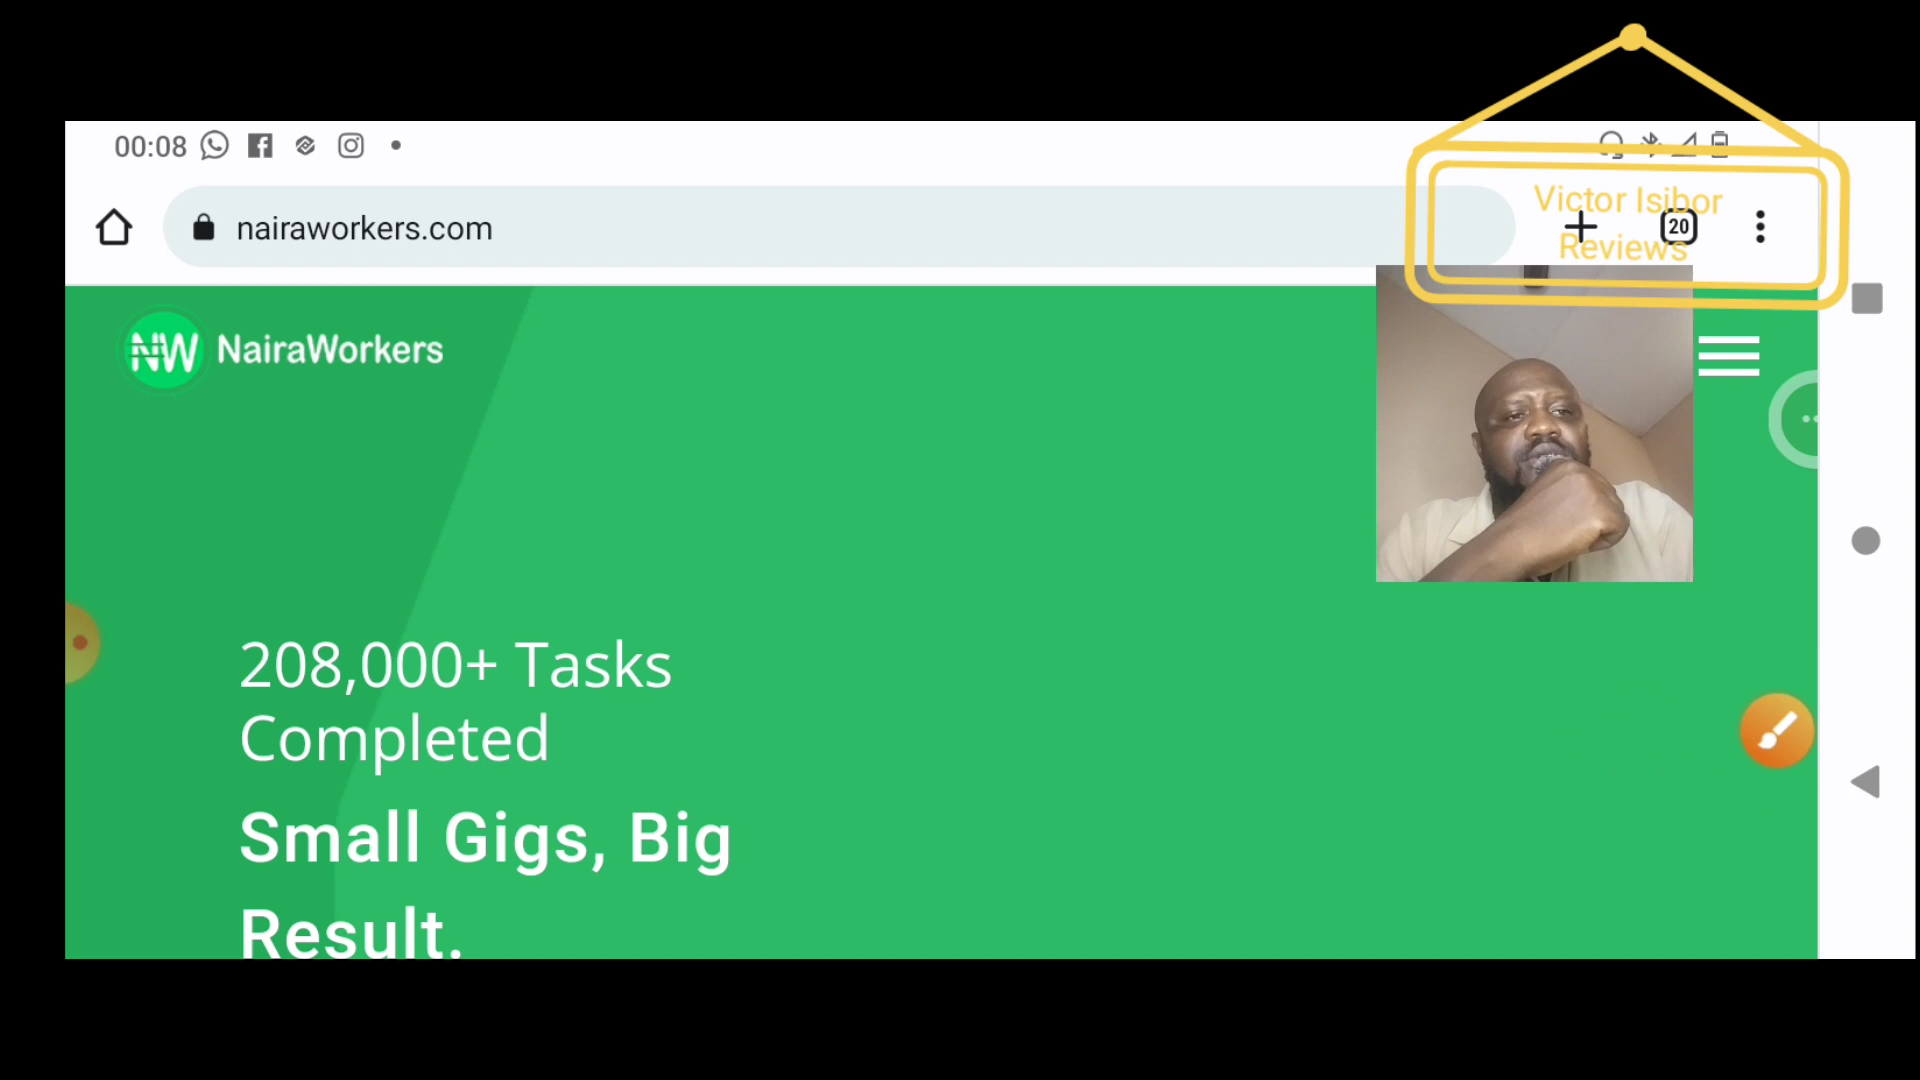 00:08
Victor Isibor
Reviews
nairaworkers.com
20
NW NairaWorkers
208,000+ Tasks
Completed
Small Gigs, Big
Result.